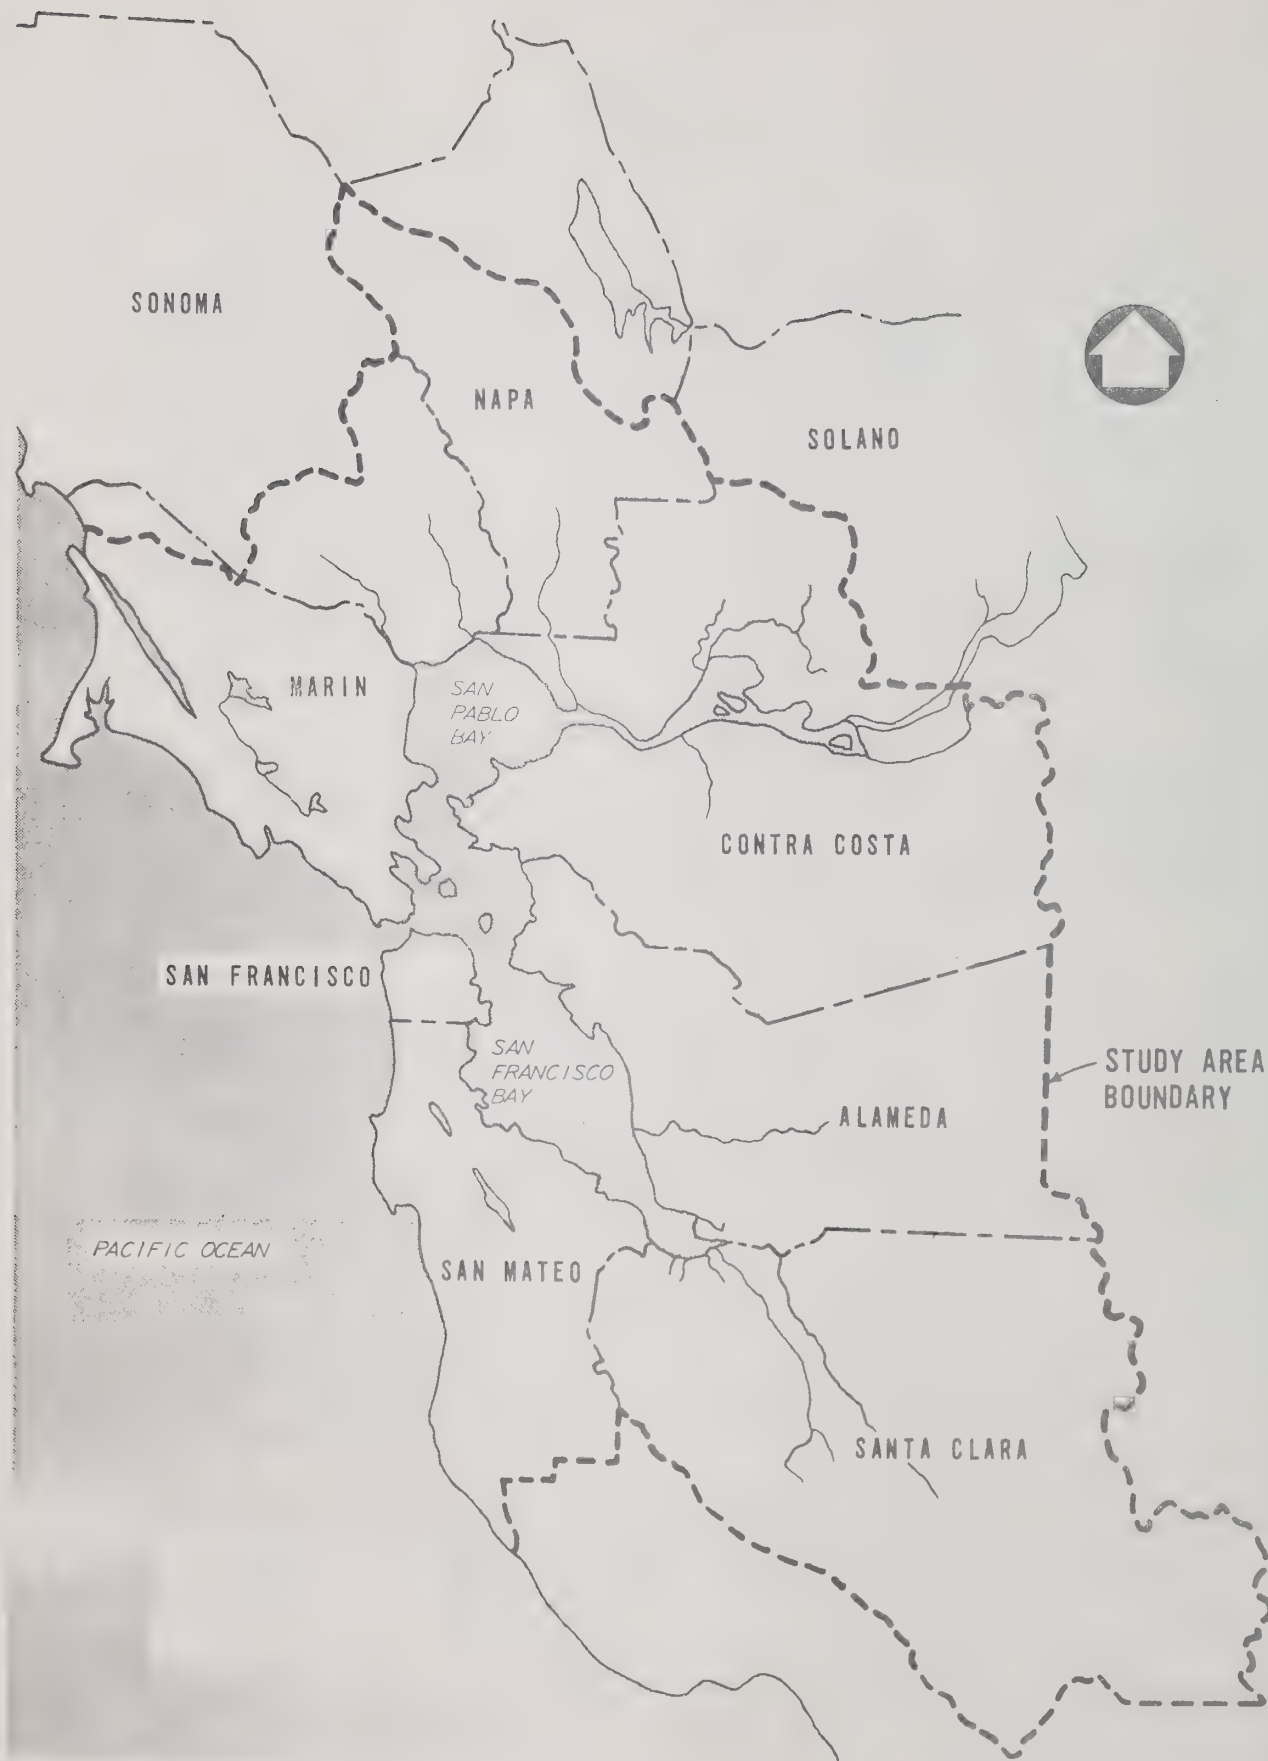 SONOMA
NAPA
SOLANO
MARIN
SAN
PABLO
BAY
CONTRA COSTA
SAN FRANCISCO
SAN
FRANCISCO
BAY
STUDY AREA
BOUNDARY
ALAMEDA
PACIFIC OCEAN
SAN MATEO
SANTA CLARA